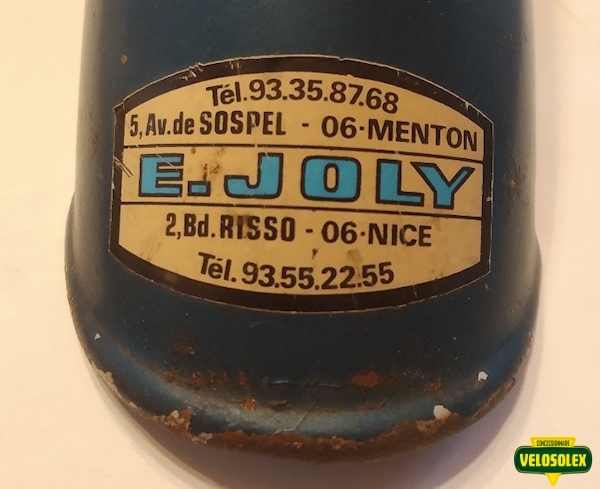 Tél.93.35.87.68
5,Av.de SOSPEL - 06-MENTON
E.JOLY
2,Bd.RISSO - 06-NICE
Tél. 93.55.22.55
CONCESSIONNAIRE
VELOSOLEX